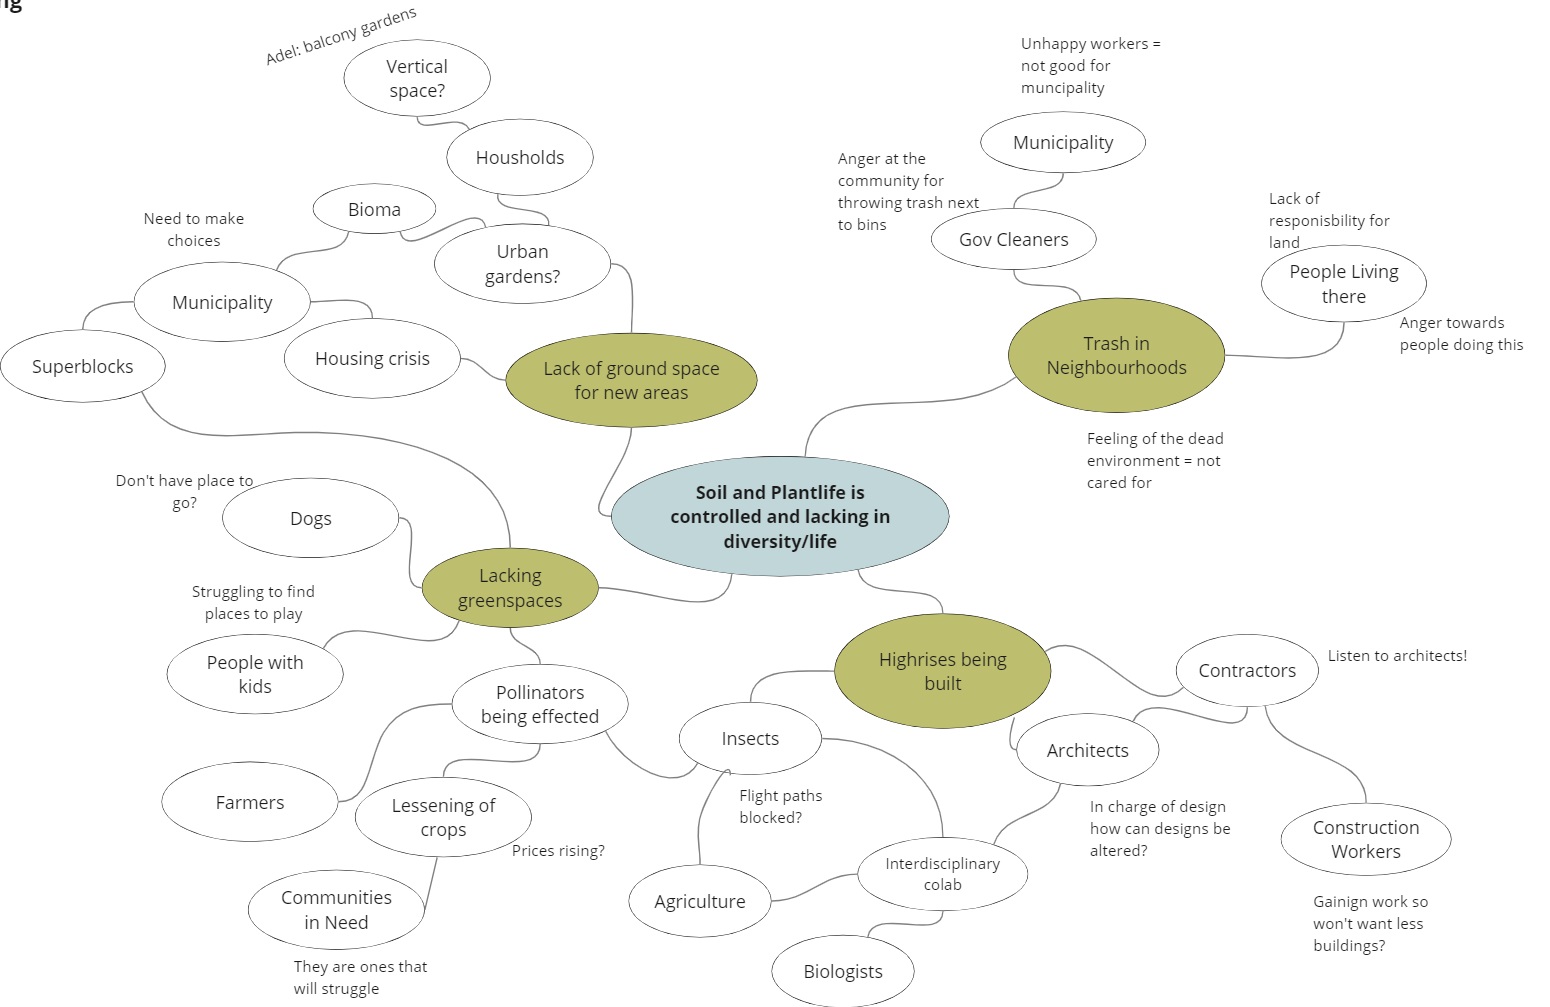 ng
Adel: balcony gardens
Vertical
space?
Housholds
Bioma
Need to make
choices
Urban
gardens?
Municipality
Superblocks
Housing crisis
Lack of ground space
for new areas
Unhappy workers =
not good for
muncipality
Municipality
Anger at the
community for
throwing trash next
to bins
Gov Cleaners
Lack of
responisbility for
land
People Living
there
Anger towards
people doing this
Trash in
Neighbourhoods
Feeling of the dead
environment = not
cared for
Soil and Plantlife is
controlled and lacking in
diversity/life
Don't have place to
go?
Dogs
Lacking
greenspaces
Struggling to find
places to play
People with
kids
Pollinators
being effected
Farmers
Lessening of
crops
Prices rising?
Communities
in Need
They are ones that
will struggle
Highrises being
built
Insects
Flight paths
blocked?
Agriculture
Interdisciplinary
colab
Biologists
Architects
In charge of design
how can designs be
altered?
Contractors
Listen to architects!
Construction
Workers
Gainign work so
won't want less
buildings?